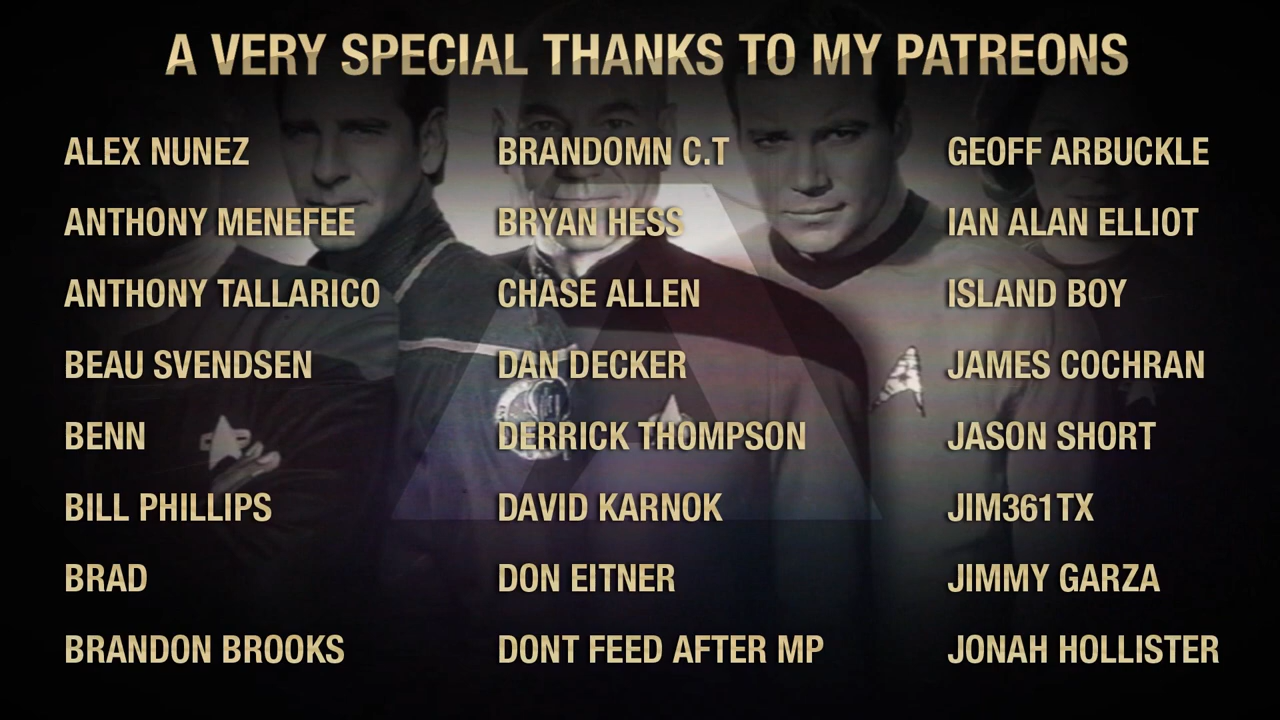 A VERY SPECIAL THANKS TO MY PATREONS
ALEX NUNEZ
ANTHONY MENEFEE
ANTHONY TALLARICO
BEAU SVENDSEN
BENN
BILL PHILLIPS
BRAD
BRANDON BROOKS
BRANDOMN C.T
BRYAN HESS
CHASE ALLEN
DAN DECKER
DERRICK THOMPSON
DAVID KARNOK
DON EITNER
DONT FEED AFTER MP
GEOFF ARBUCKLE
IAN ALAN ELLIOT
ISLAND BOY
JAMES COCHRAN
JASON SHORT
JIM361TX
JIMMY GARZA
JONAH HOLLISTER